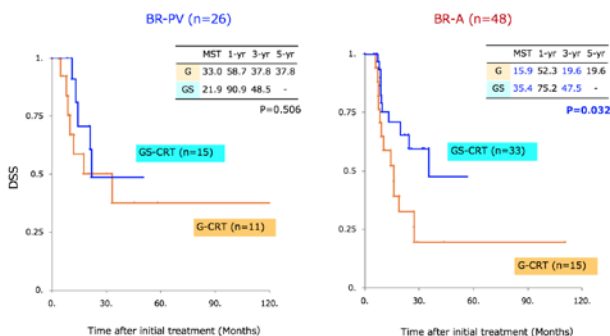 BR-PV (n=26)
MST 1-yr 3-yr 5-yr
G 33.0 58.7 37.8 37.8
GS 21.9 90.9 48.5 -
P=0.506
GS-CRT (n=15)
G-CRT (n=11)
DSS
1.
0.75
0.5
0.25
0.
0. 30. 60. 90. 120.
Time after initial treatment (Months)
BR-A (n=48)
MST 1-yr 3-yr 5-yr
G 15.9 52.3 19.6 19.6
GS 35.4 75.2 47.5 -
P=0.032
GS-CRT (n=33)
G-CRT (n=15)
1.
0.75
0.5
0.25
0.
0. 30. 60. 90. 120.
Time after initial treatment (Months)